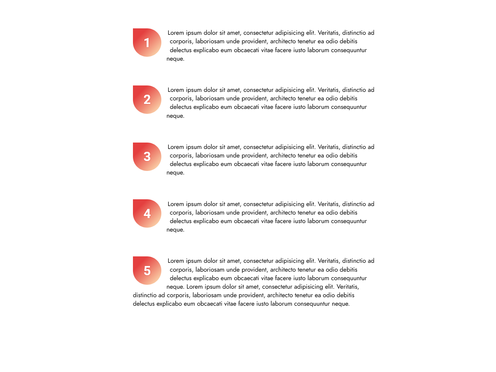 1
Lorem ipsum dolor sit amet, consectetur adipisicing elit. Veritatis, distinctio ad
corporis, laboriosam unde provident, architecto tenetur ea odio debitis
delectus explicabo eum obcaecati vitae facere iusto laborum consequuntur
neque.
2
Lorem ipsum dolor sit amet, consectetur adipisicing elit. Veritatis, distinctio ad
corporis, laboriosam unde provident, architecto tenetur ea odio debitis
delectus explicabo eum obcaecati vitae facere iusto laborum consequuntur
neque.
3
Lorem ipsum dolor sit amet, consectetur adipisicing elit. Veritatis, distinctio ad
corporis, laboriosam unde provident, architecto tenetur ea odio debitis
delectus explicabo eum obcaecati vitae facere iusto laborum consequuntur
neque.
4
Lorem ipsum dolor sit amet, consectetur adipisicing elit. Veritatis, distinctio ad
corporis, laboriosam unde provident, architecto tenetur ea odio debitis
delectus explicabo eum obcaecati vitae facere iusto laborum consequuntur
neque.
5
Lorem ipsum dolor sit amet, consectetur adipisicing elit. Veritatis, distinctio ad
corporis, laboriosam unde provident, architecto tenetur ea odio debitis
delectus explicabo eum obcaecati vitae facere iusto laborum consequuntur
neque. Lorem ipsum dolor sit amet, consectetur adipisicing elit. Veritatis,
distinctio ad corporis, laboriosam unde provident, architecto tenetur ea odio debitis
delectus explicabo eum obcaecati vitae facere iusto laborum consequuntur neque.